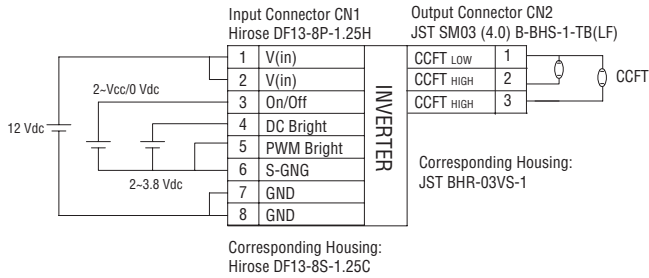 Input Connector CN1
Hirose DF13-8P-1.25H
Output Connector CN2
JST SM03 (4.0) B-BHS-1-TB(LF)
1 V(in)
2 V(in)
3 On/Off
4 DC Bright
5 PWM Bright
6 S-GNG
7 GND
8 GND
INVERTER
CCFT LOW 1
CCFT HIGH 2
CCFT HIGH 3
CCFT
2~Vcc/0 Vdc
12 Vdc
2~3.8 Vdc
Corresponding Housing:
JST BHR-03VS-1
Corresponding Housing:
Hirose DF13-8S-1.25C